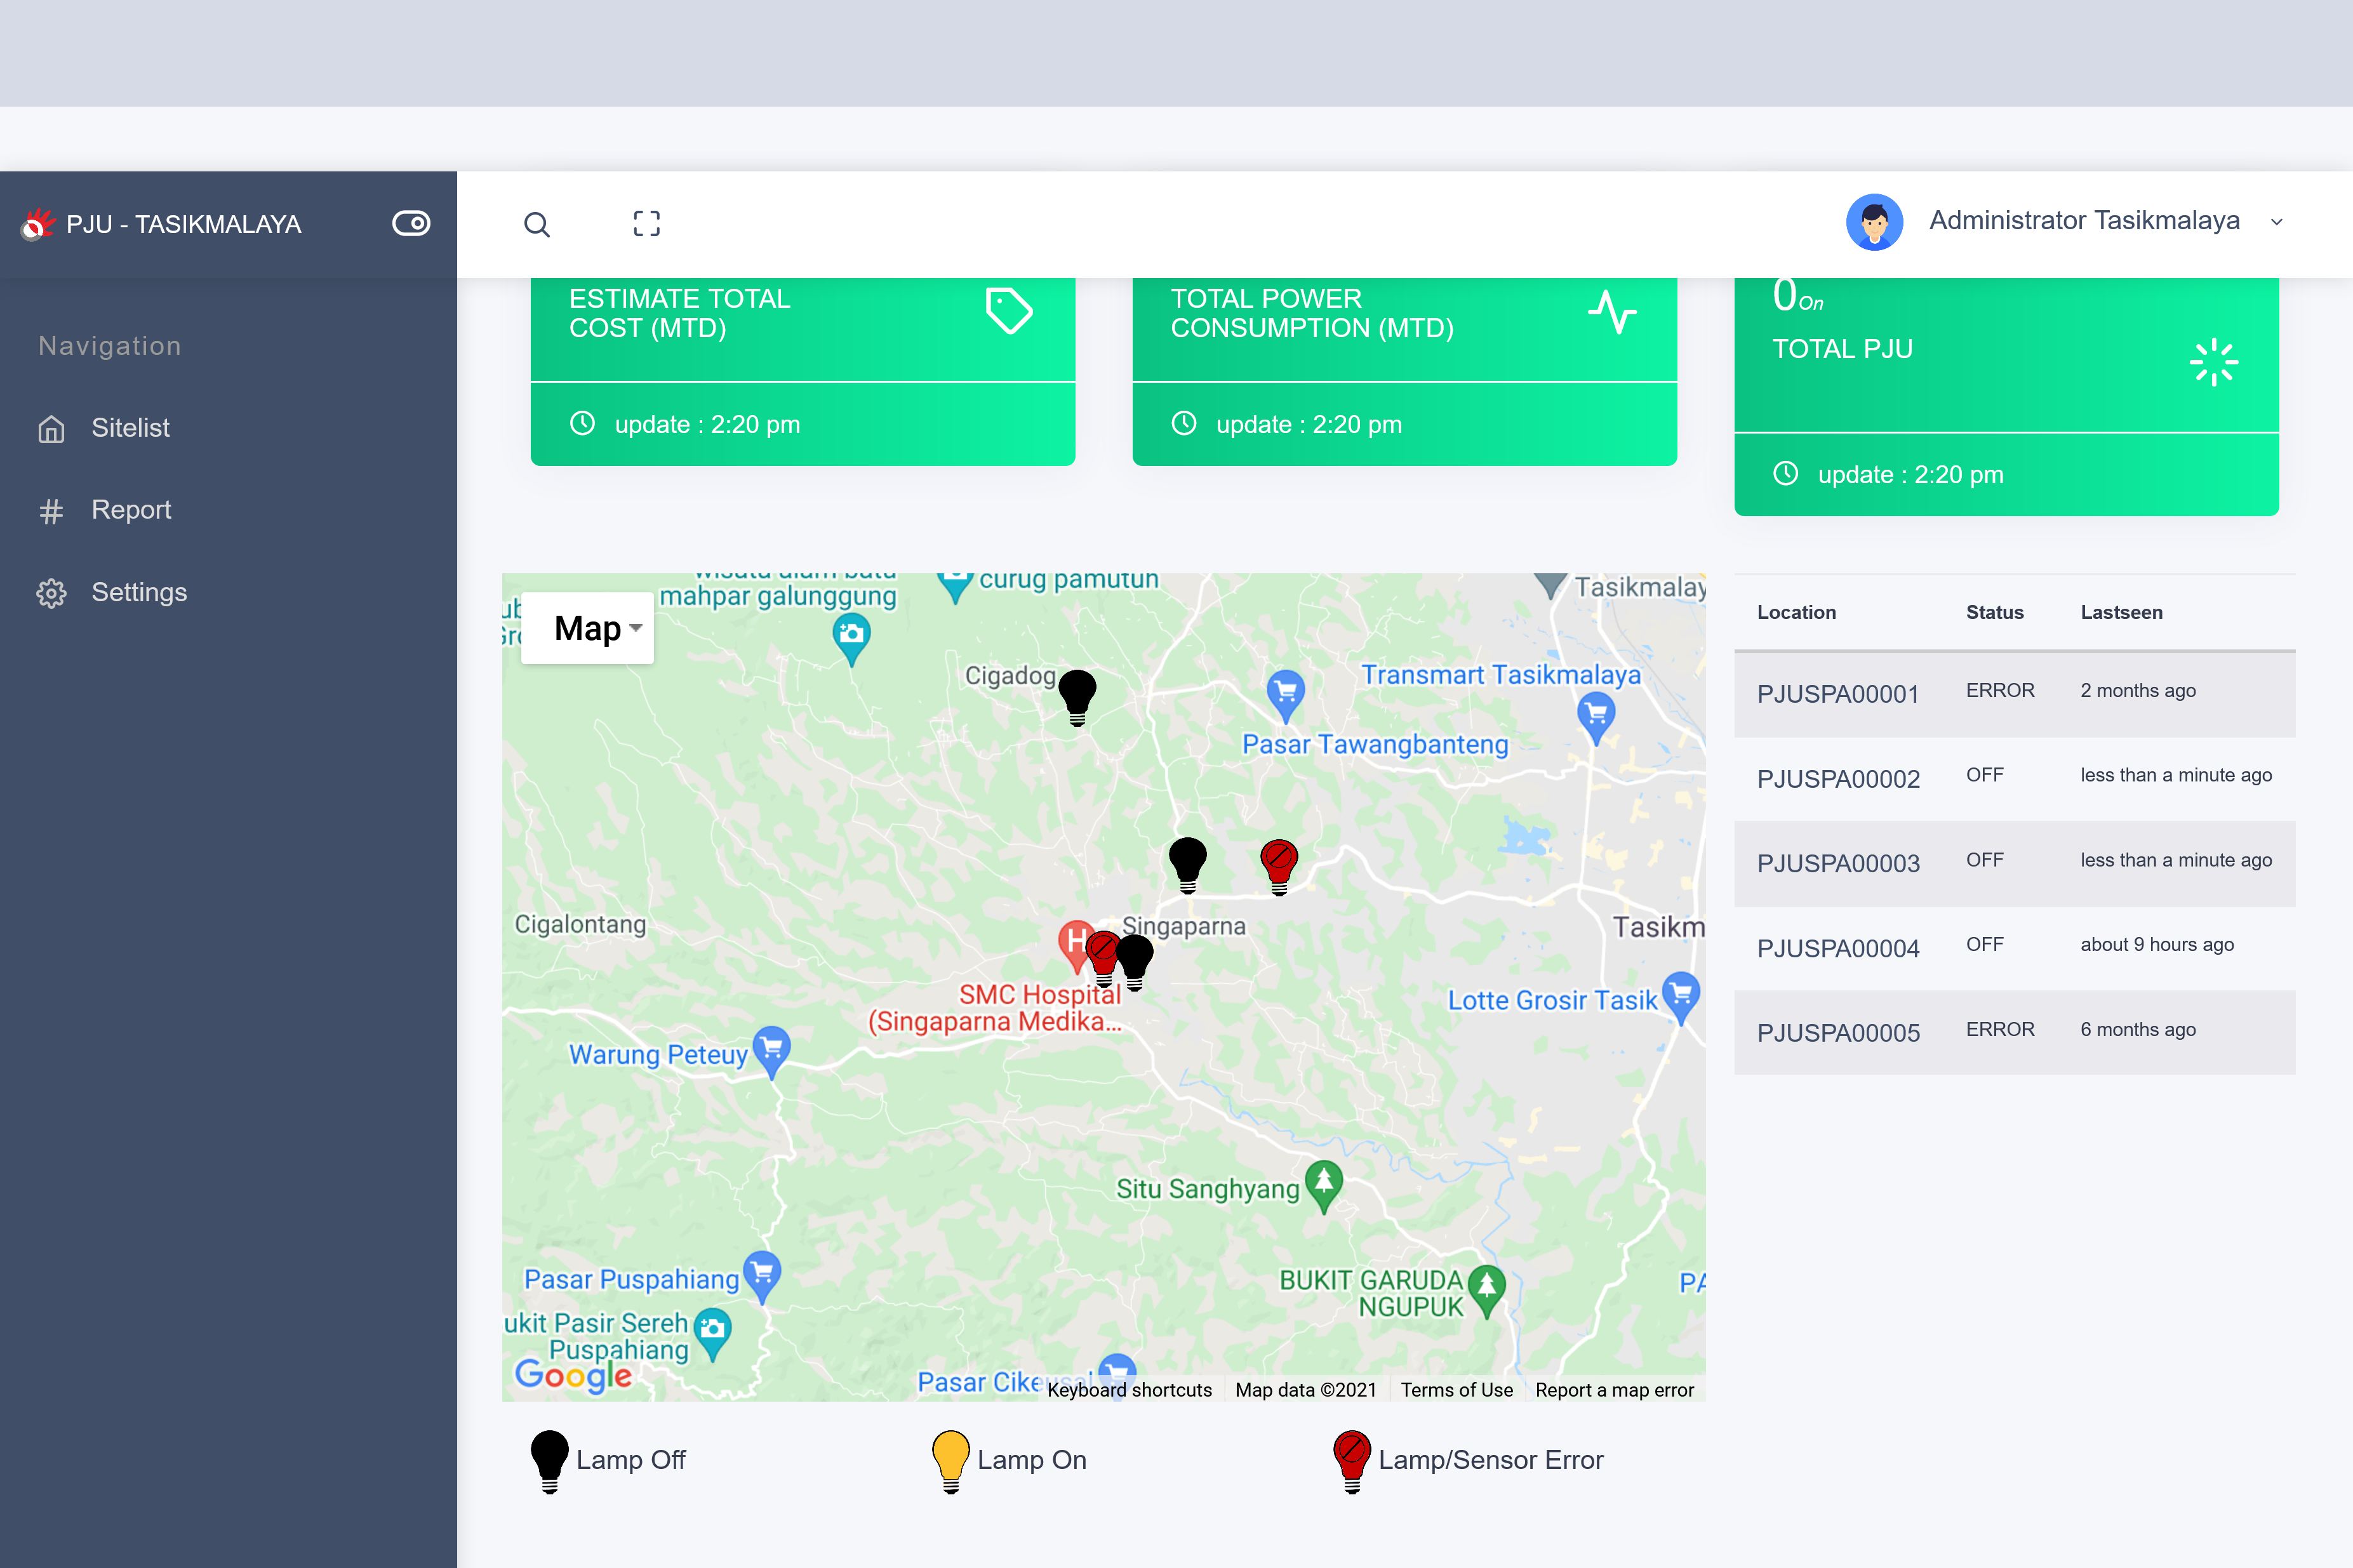 PJU - TASIKMALAYA
Administrator Tasikmalaya
Navigation
Sitelist
Report
Settings
ESTIMATE TOTAL
COST (MTD)
update : 2:20 pm
TOTAL POWER
CONSUMPTION (MTD)
update : 2:20 pm
0 On
TOTAL PJU
update : 2:20 pm
Map
mahpar galunggung
curug pamutuh
Tasikmalay
Cigadog
Transmart Tasikmalaya
Pasar Tawangbanteng
Cigalontang
Singaparna
Tasikm
H
SMC Hospital
(Singaparna Medika...
Lotte Grosir Tasik
Warung Peteuy
Situ Sanghyang
Pasar Puspahiang
BUKIT GARUDA
NGUPUK
PA
ukit Pasir Sereh
Puspahiang
Google
Pasar Cikeusal
Keyboard shortcuts
Map data ©2021
Terms of Use
Report a map error
Lamp Off
Lamp On
Lamp/Sensor Error
Location Status Lastseen
PJUSPA00001 ERROR 2 months ago
PJUSPA00002 OFF less than a minute ago
PJUSPA00003 OFF less than a minute ago
PJUSPA00004 OFF about 9 hours ago
PJUSPA00005 ERROR 6 months ago